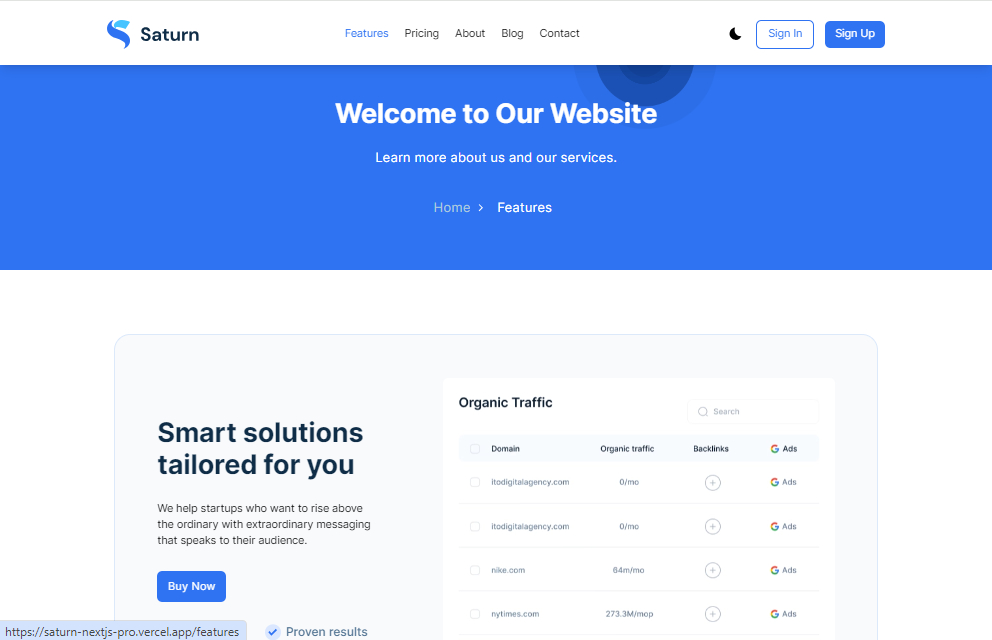 Saturn
Features Pricing About Blog Contact
Sign In
Sign Up
Welcome to Our Website
Learn more about us and our services.
Home > Features
Smart solutions
tailored for you
We help startups who want to rise above
the ordinary with extraordinary messaging
that speaks to their audience.
Buy Now
Proven results
Organic Traffic
Search
Domain Organic traffic Backlinks G Ads
itodigitalagency.com 0/mo + G Ads
itodigitalagency.com 0/mo + G Ads
nike.com 64m/mo + G Ads
nytimes.com 273.3M/mop + G Ads
https://saturn-nextjs-pro.vercel.app/features